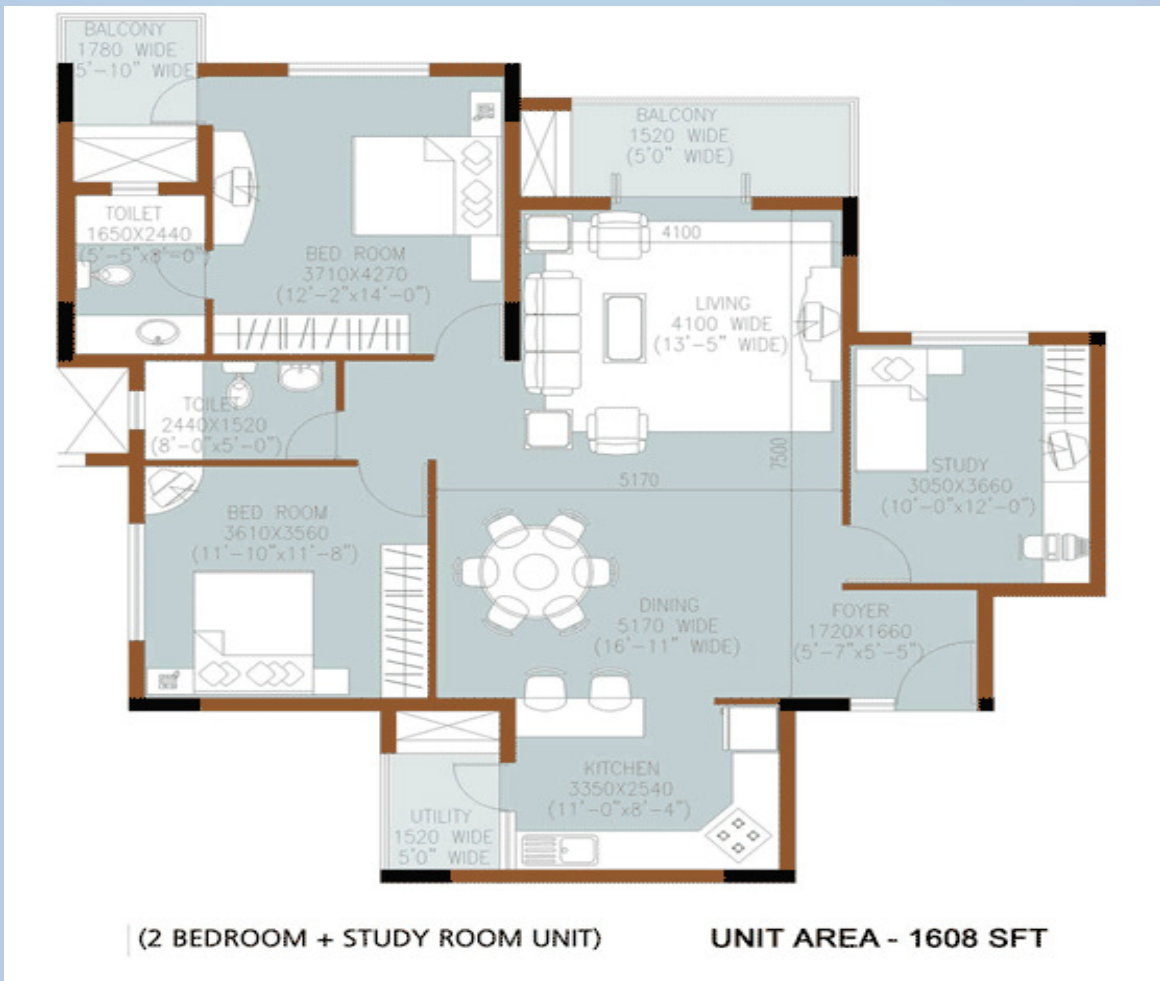 BALCONY
1780 WIDE
5'-10" WIDE
BALCONY
1520 WIDE
(5'0" WIDE)
TOILET
1650X2440
(5'-5"x8'-0")
BED ROOM
3710X4270
(12'-2"x14'-0")
4100
LIVING
4100 WIDE
(13'-5" WIDE)
TOILET
2440X1520
(8'-0"x5'-0")
7500
5170
STUDY
3050X3660
(10'-0"x12'-0")
BED ROOM
3610X3560
(11'-10"x11'-8")
DINING
5170 WIDE
(16'-11" WIDE)
FOYER
1720X1660
(5'-7"x5'-5")
KITCHEN
3350X2540
(11'-0"x8'-4")
UTILITY
1520 WIDE
5'0" WIDE
(2 BEDROOM + STUDY ROOM UNIT)
UNIT AREA - 1608 SFT